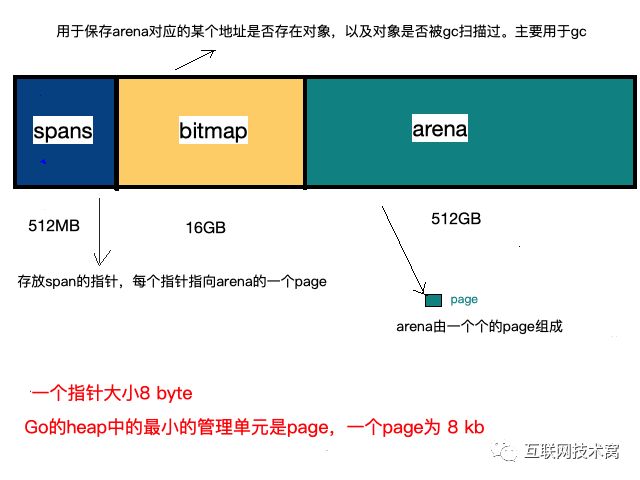 用于保存arena对应的某个地址是否存在对象，以及对象是否被gc扫描过。主要用于gc
spans
bitmap
arena
512MB
16GB
512GB
存放span的指针，每个指针指向arena的一个page
page
arena由一个个的page组成
一个指针大小8 byte
Go的heap中的最小的管理单元是page，一个page为 8 kb
互联网技术窝